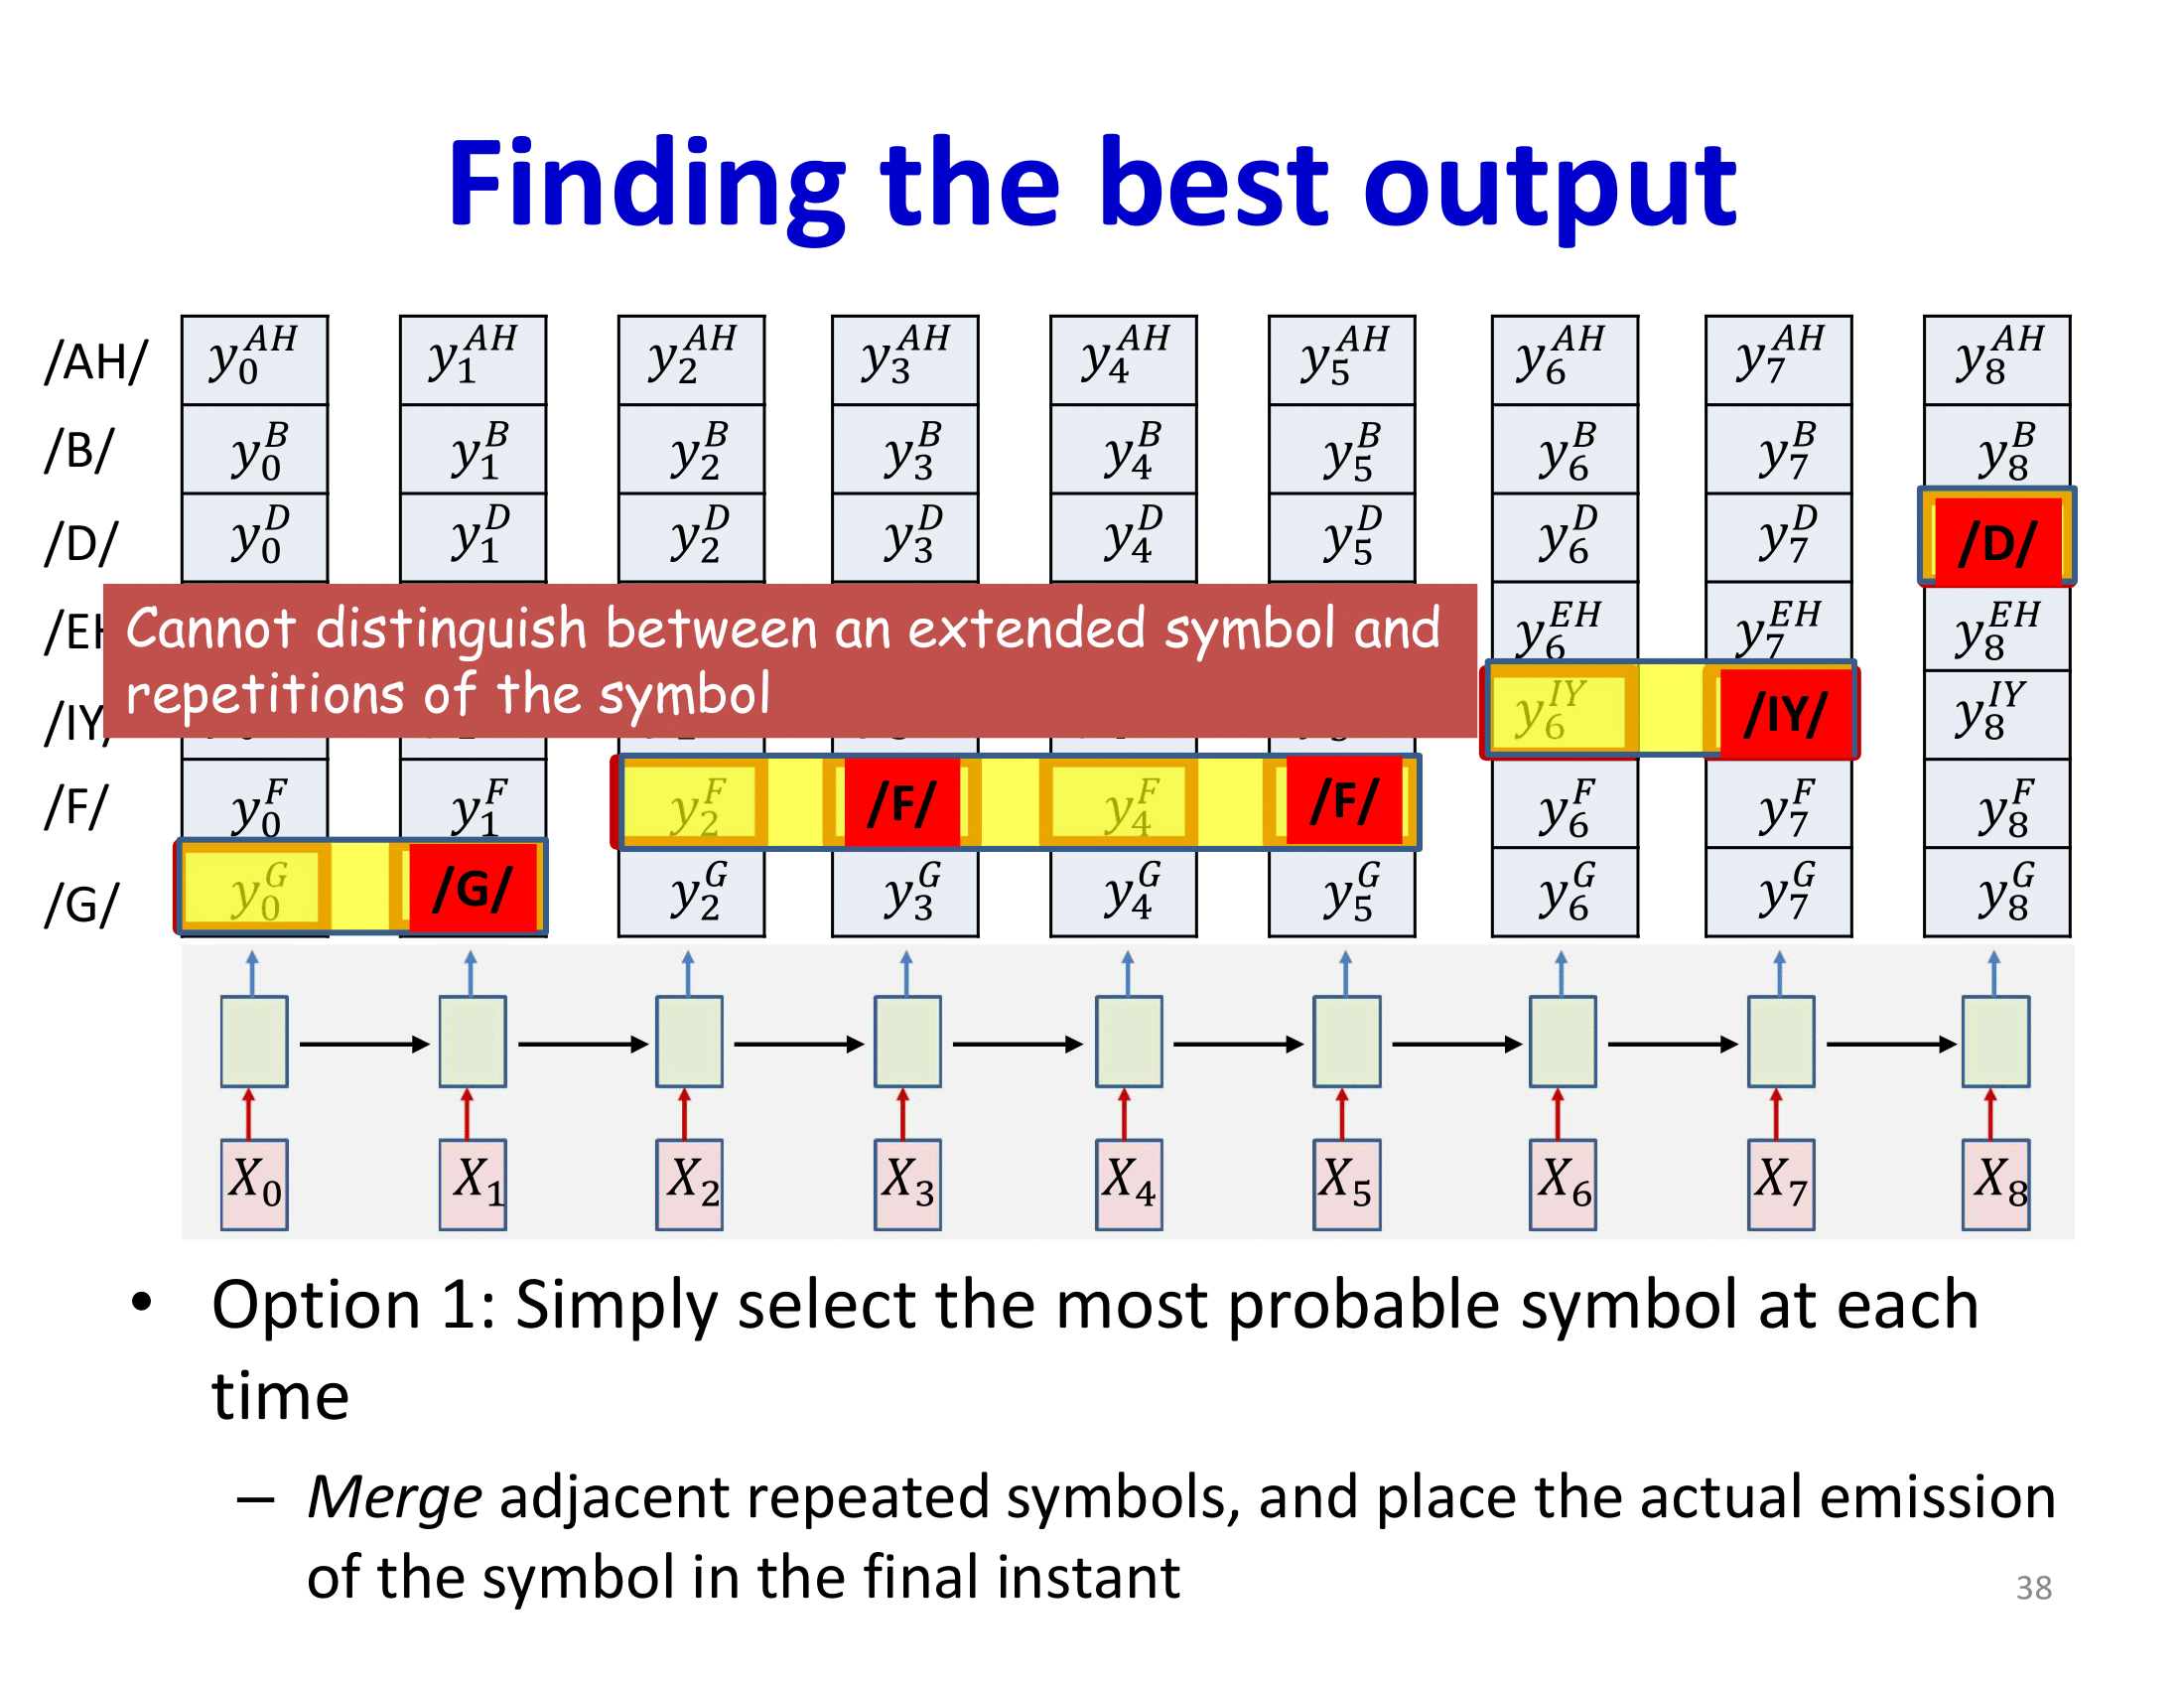 Finding the best output
/AH/ y_0^{AH} y_1^{AH} y_2^{AH} y_3^{AH} y_4^{AH} y_5^{AH} y_6^{AH} y_7^{AH} y_8^{AH}
/B/ y_0^B y_1^B y_2^B y_3^B y_4^B y_5^B y_6^B y_7^B y_8^B
/D/ y_0^D y_1^D y_2^D y_3^D y_4^D y_5^D y_6^D y_7^D /D/
/EH y_6^{EH} y_7^{EH} y_8^{EH}
Cannot distinguish between an extended symbol and
repetitions of the symbol
/IY/ y_6^{IY} /IY/ y_8^{IY}
/F/ y_0^F y_1^F y_2^F /F/ y_4^F /F/ y_6^F y_7^F y_8^F
/G/ y_0^G /G/ y_2^G y_3^G y_4^G y_5^G y_6^G y_7^G y_8^G
X_0 X_1 X_2 X_3 X_4 X_5 X_6 X_7 X_8
• Option 1: Simply select the most probable symbol at each
time
– Merge adjacent repeated symbols, and place the actual emission
of the symbol in the final instant
38